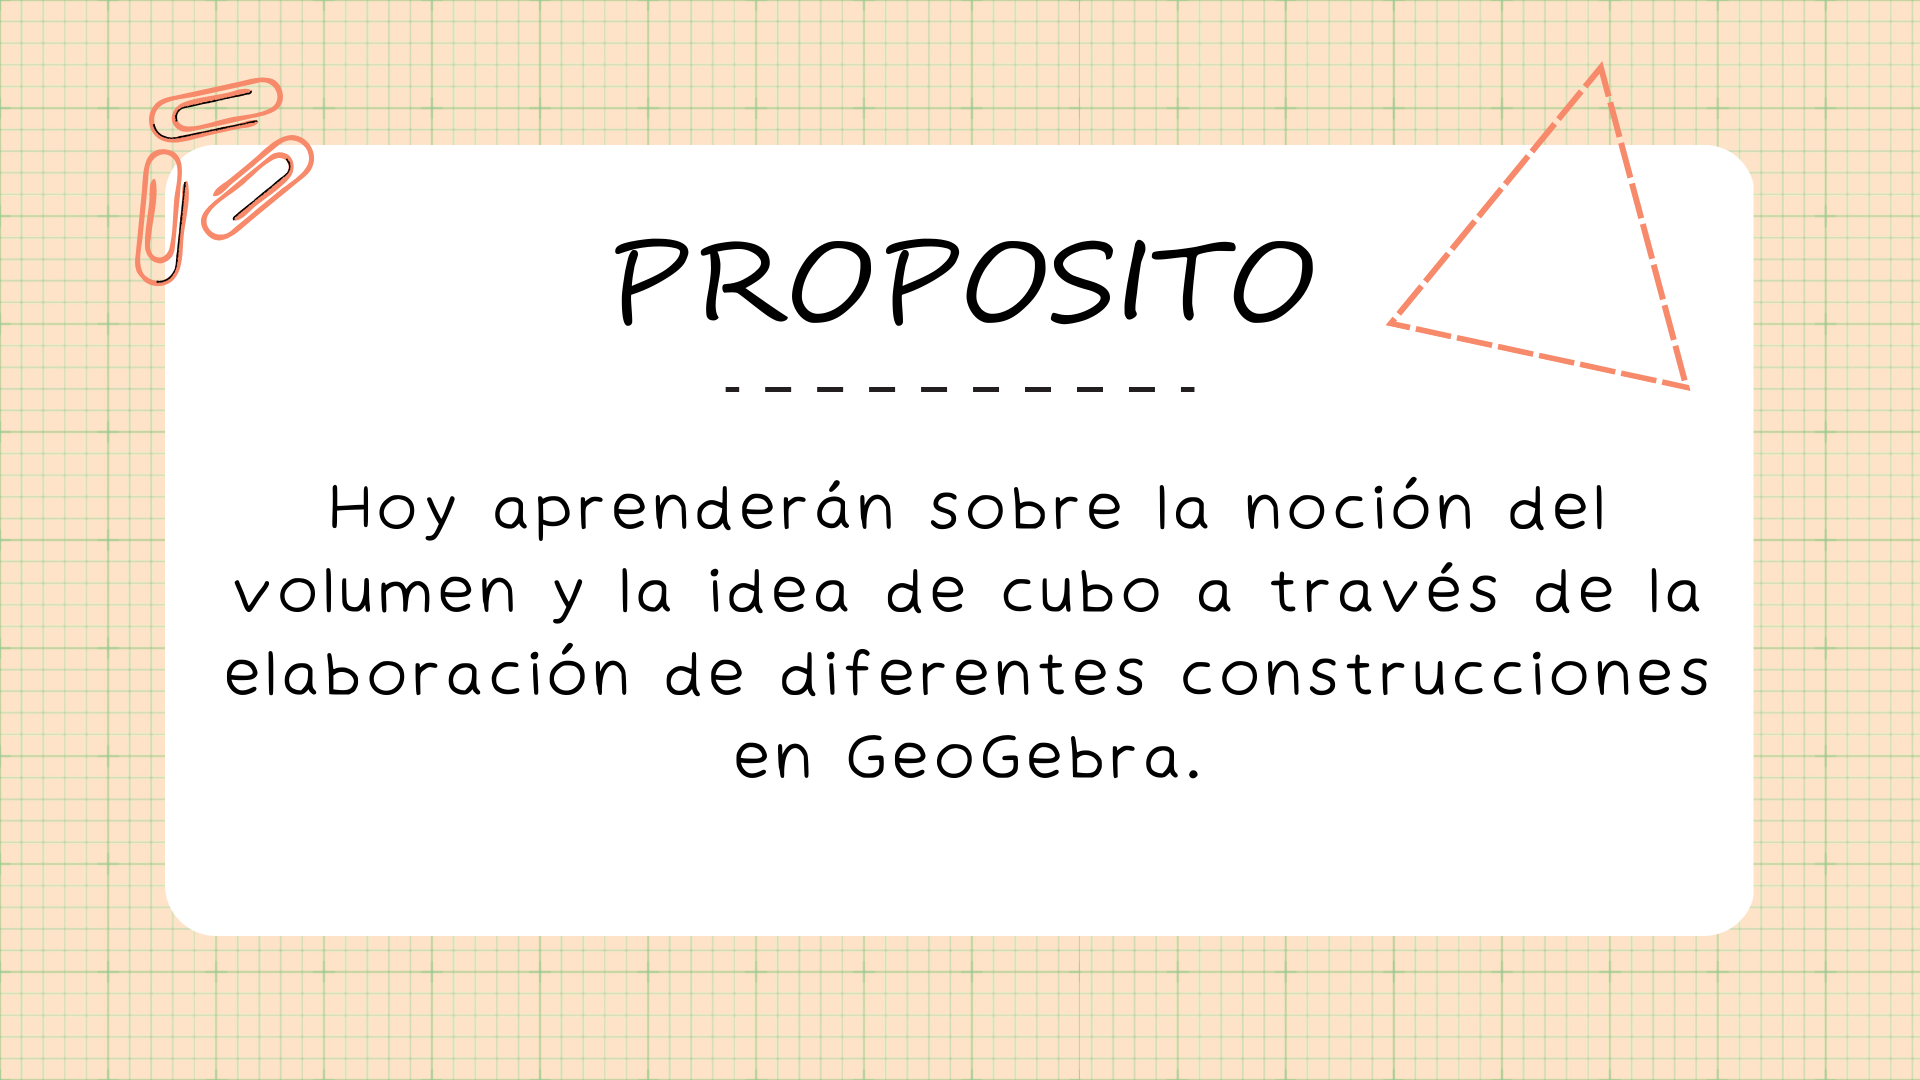 PROPOSITO
Hoy aprenderán sobre la noción del
volumen y la idea de cubo a través de la
elaboración de diferentes construcciones
en GeoGebra.